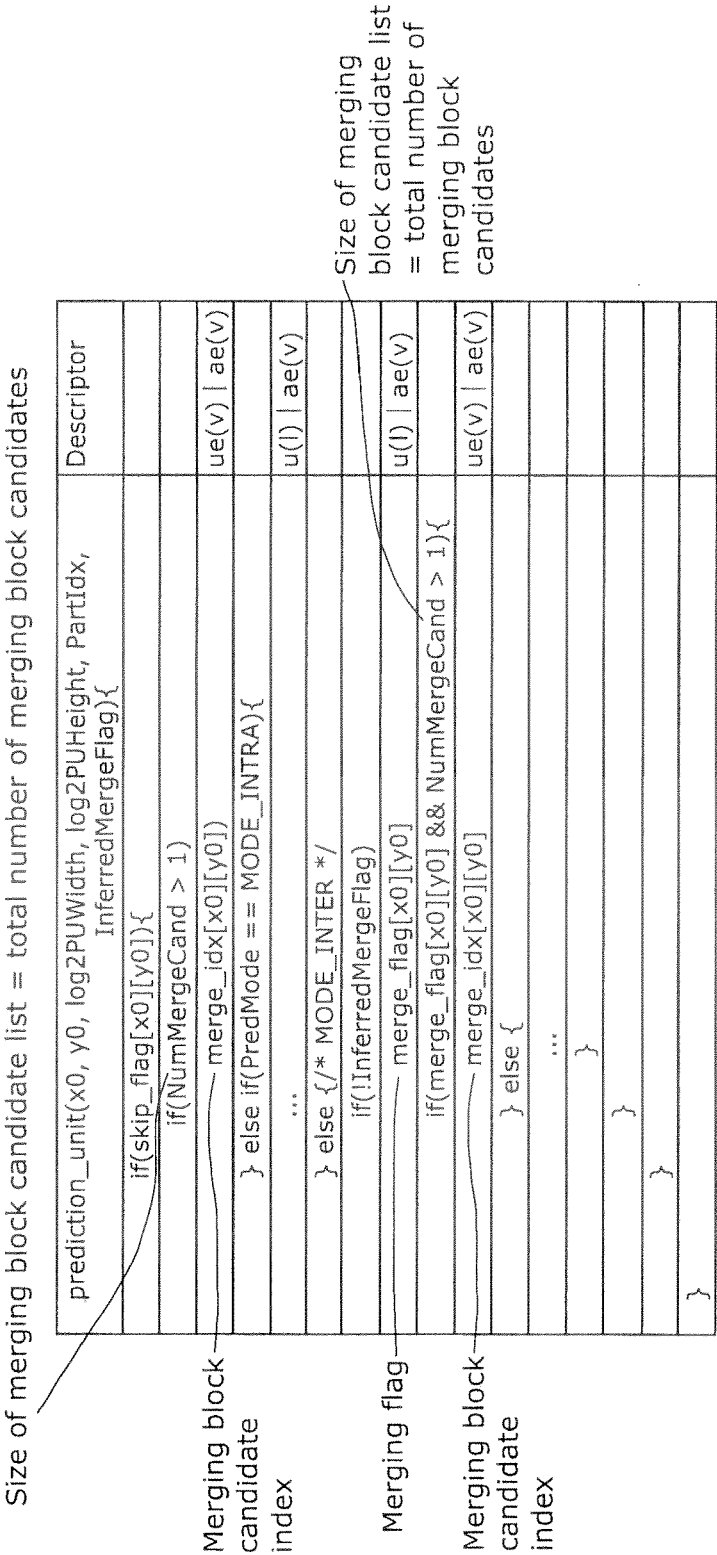 Size of merging block candidate list = total number of merging block candidates
prediction_unit(x0, y0, log2PUWidth, log2PUHeight, PartIdx,
InferredMergeFlag){
Descriptor
if(skip_flag[x0][y0]){
if(NumMergeCand > 1)
merge_idx[x0][y0])
ue(v) | ae(v)
} else if(PredMode == MODE_INTRA){
...
u(l) | ae(v)
} else {/* MODE_INTER */
if(!InferredMergeFlag)
merge_flag[x0][y0]
u(l) | ae(v)
if(merge_flag[x0][y0] && NumMergeCand > 1){
merge_idx[x0][y0]
ue(v) | ae(v)
} else {
...
}
}
}
}
Merging block
candidate
index
Merging flag
Merging block
candidate
index
Size of merging
block candidate list
= total number of
merging block
candidates